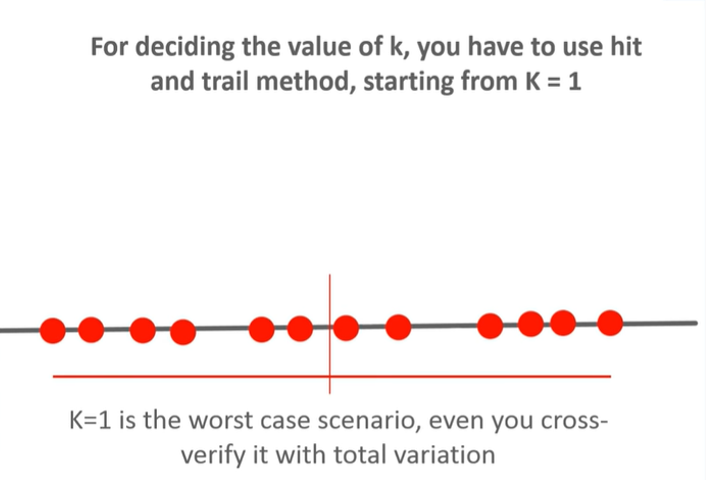 For deciding the value of k, you have to use hit
and trail method, starting from K = 1
K=1 is the worst case scenario, even you cross-
verify it with total variation